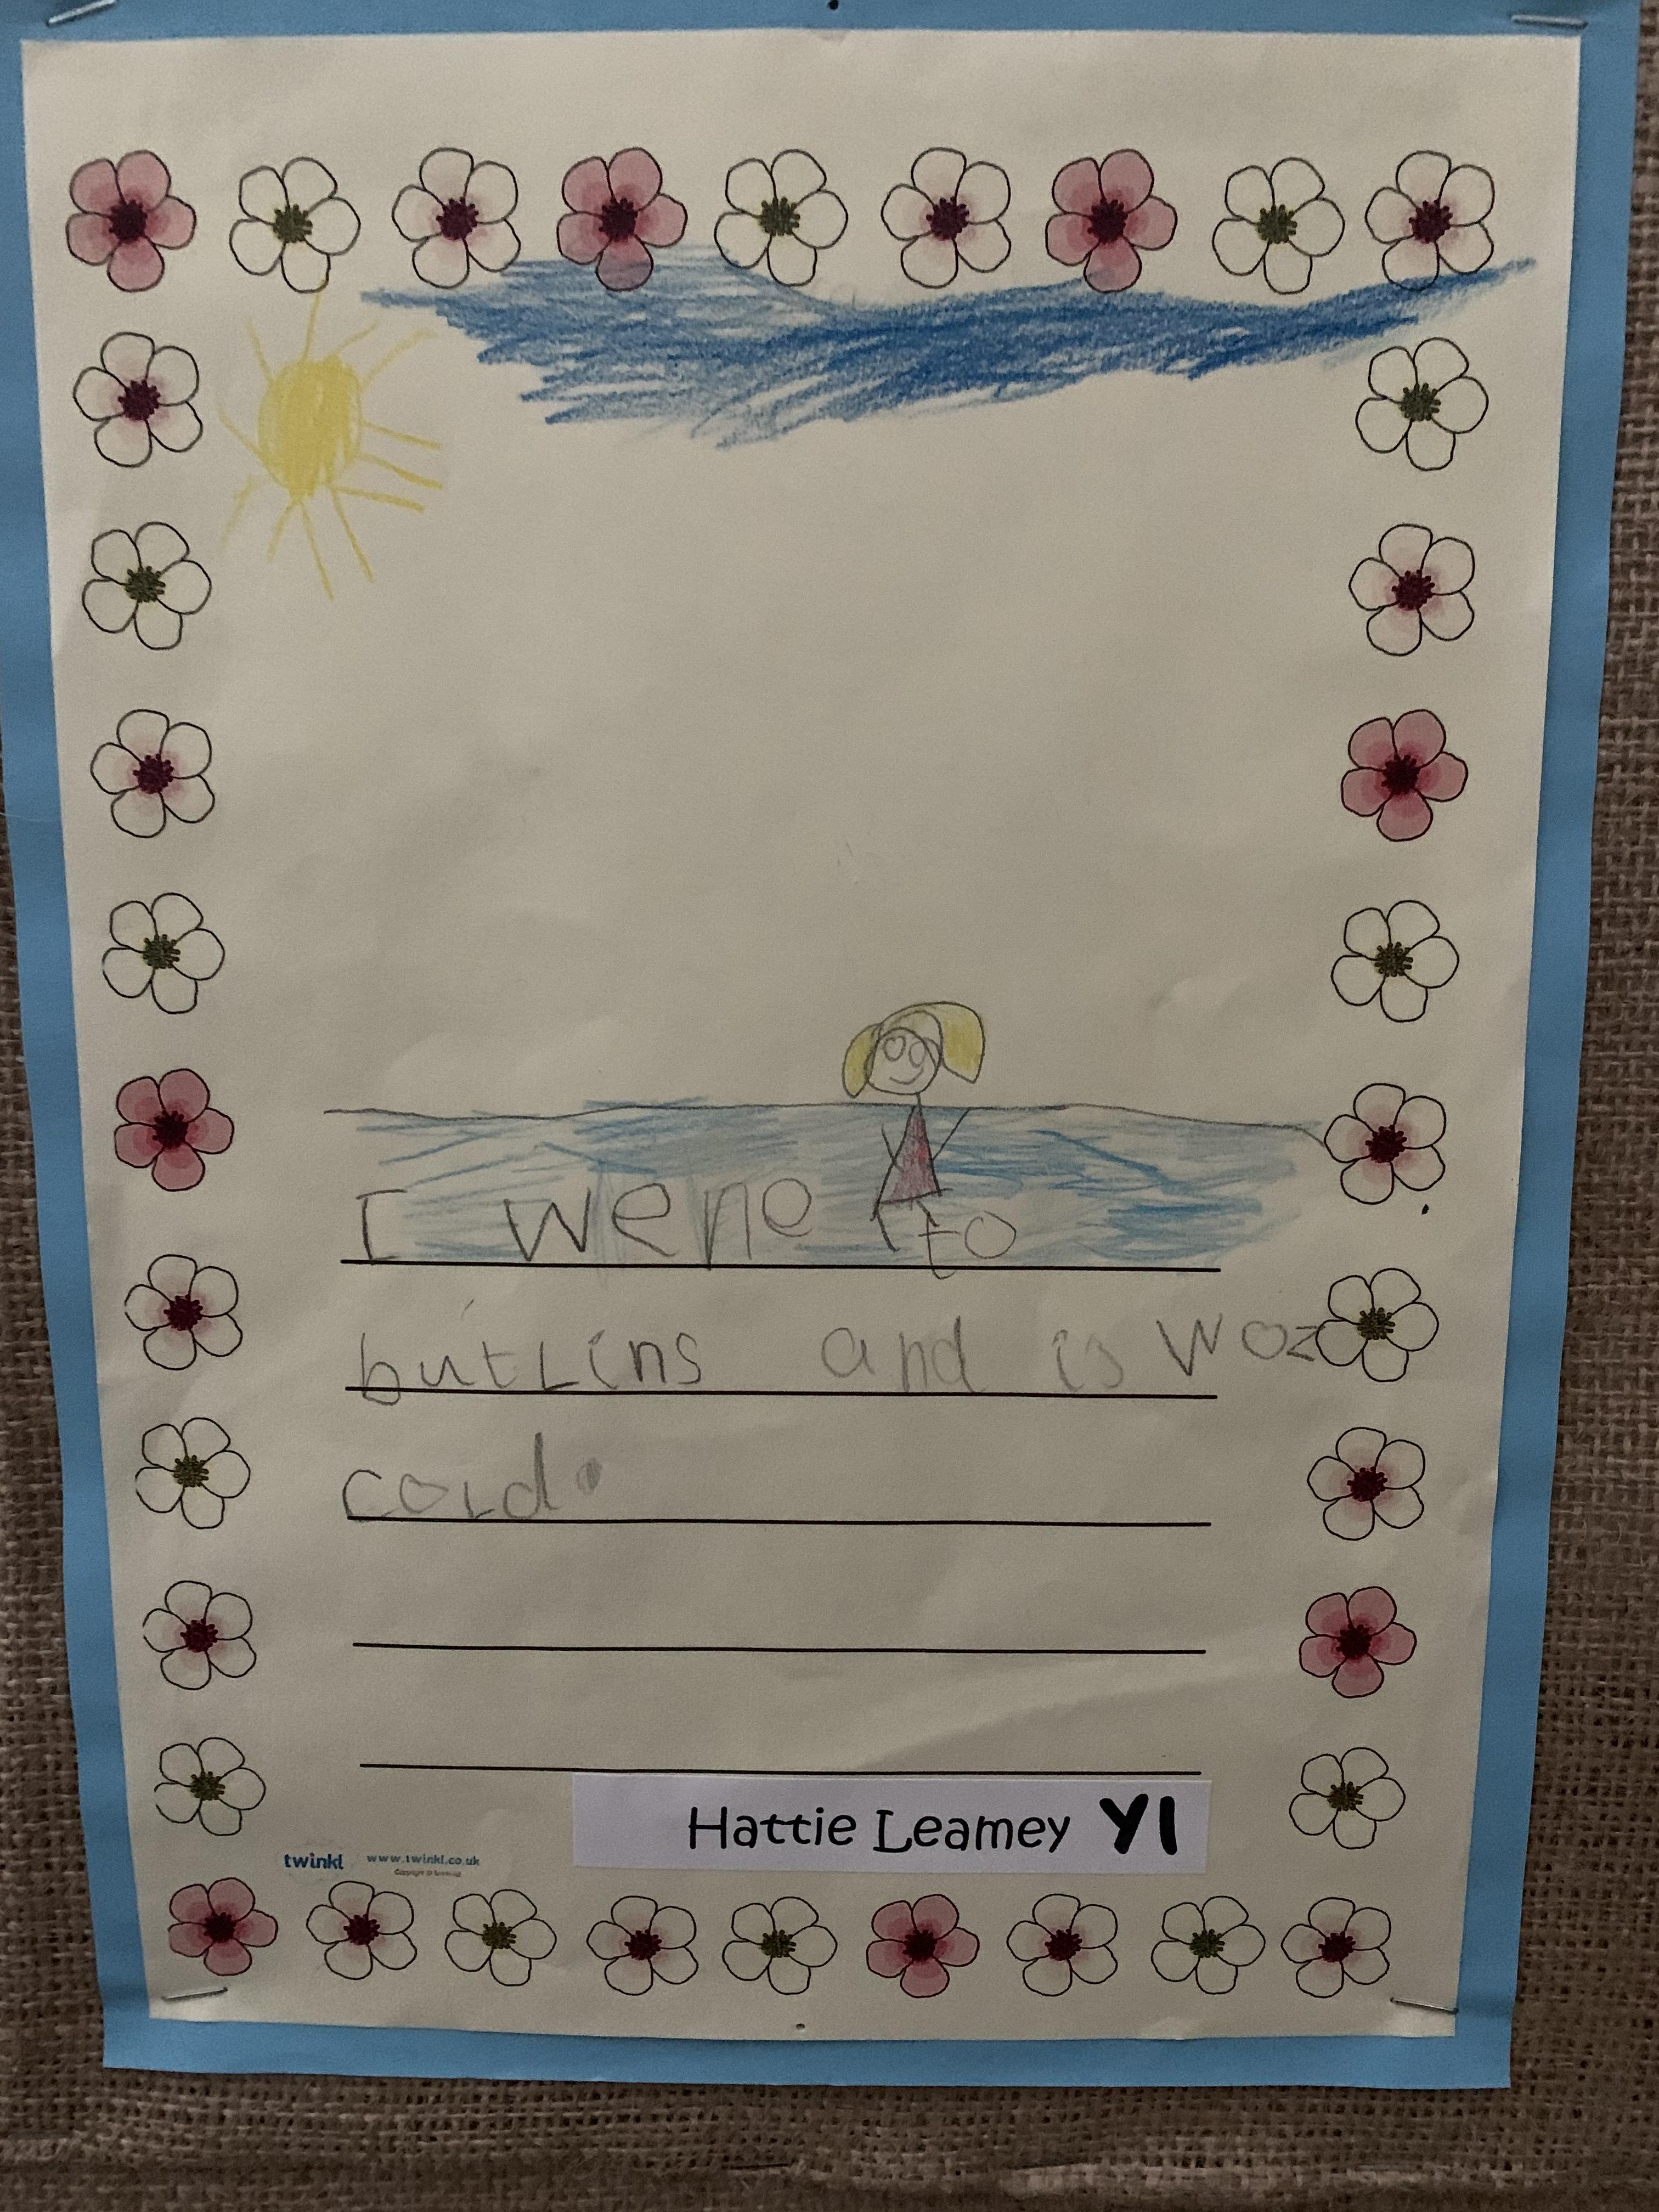 I wene to
butLins and is woz
coLd.
Hattie Leamey Y1
twinkl www.twinkl.co.uk